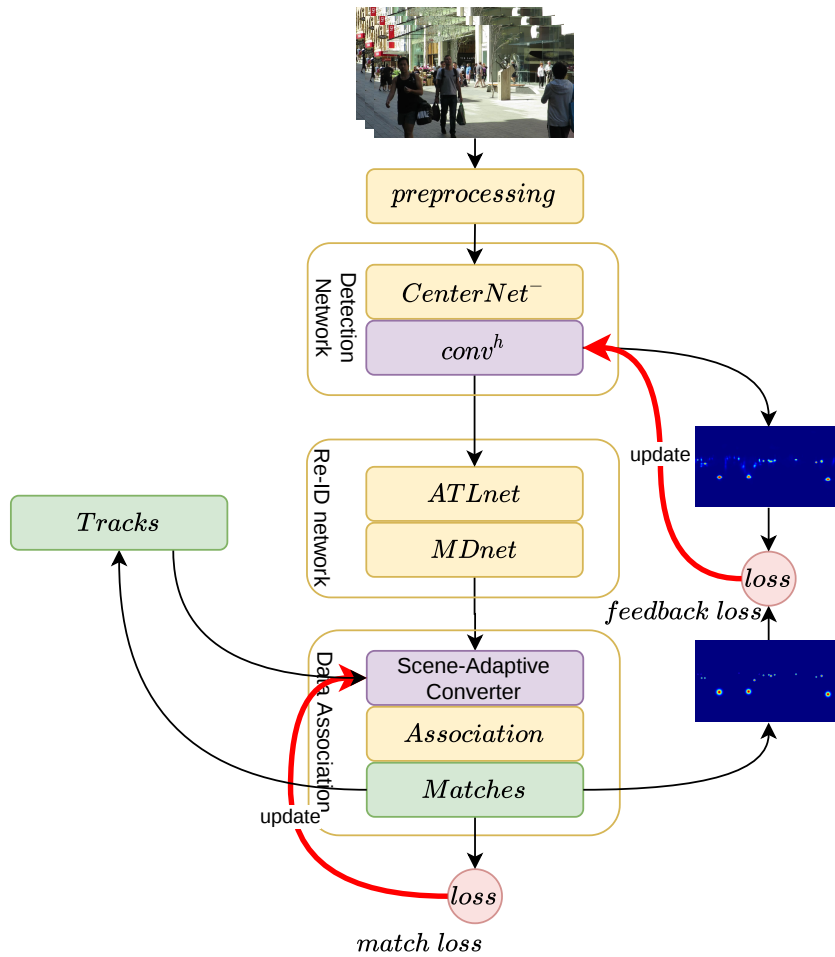 preprocessing
Detection
Network
CenterNet⁻
convʰ
update
Re-ID network
ATLnet
MDnet
Tracks
loss
feedback loss
Data Association
Scene-Adaptive
Converter
Association
Matches
update
loss
match loss